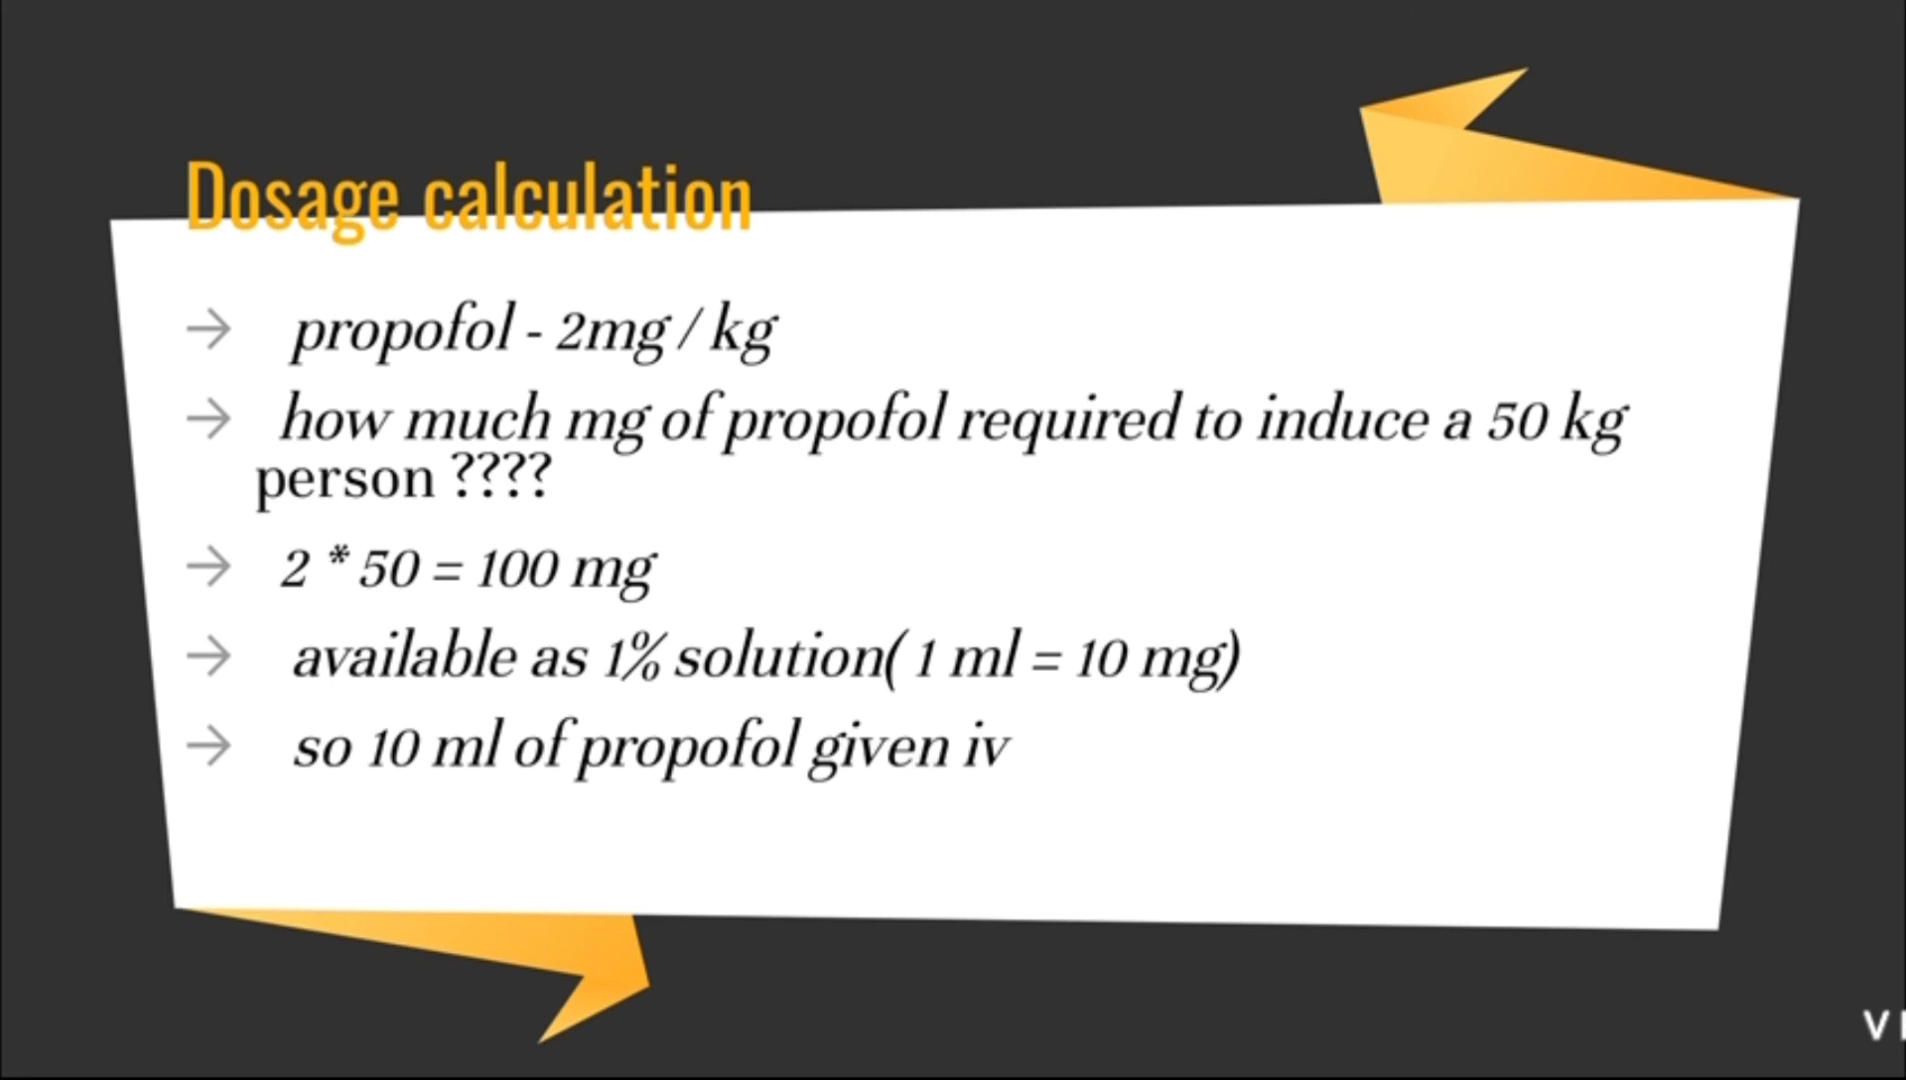 Dosage calculation
→ propofol - 2mg / kg
→ how much mg of propofol required to induce a 50 kg
person ????
→ 2 * 50 = 100 mg
→ available as 1% solution( 1 ml = 10 mg)
→ so 10 ml of propofol given iv